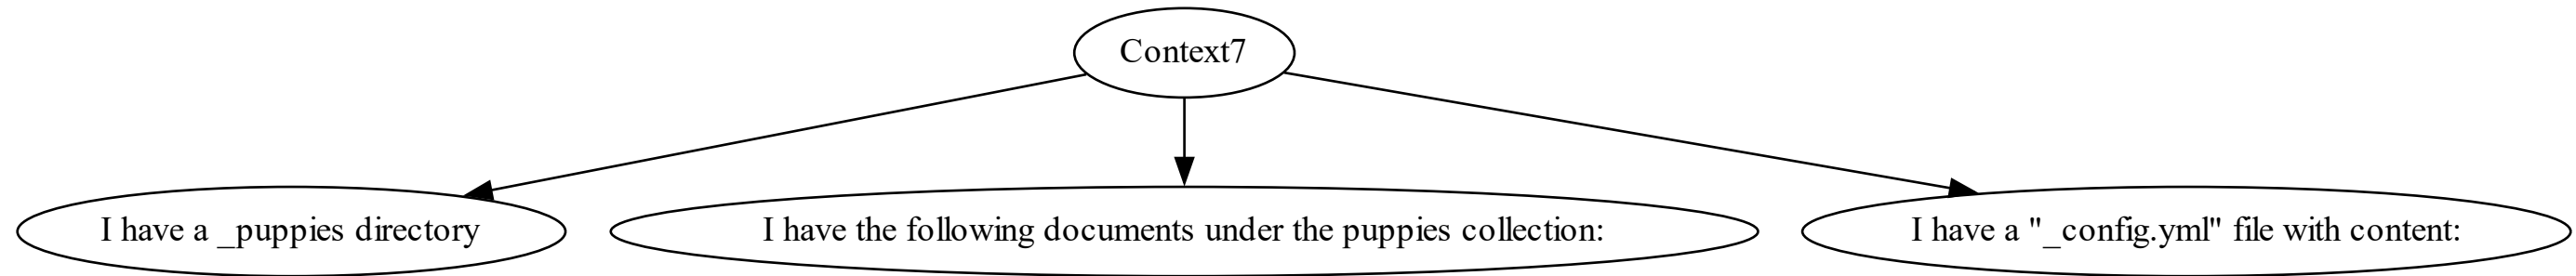 Context7
I have a _puppies directory
I have the following documents under the puppies collection:
I have a "_config.yml" file with content: